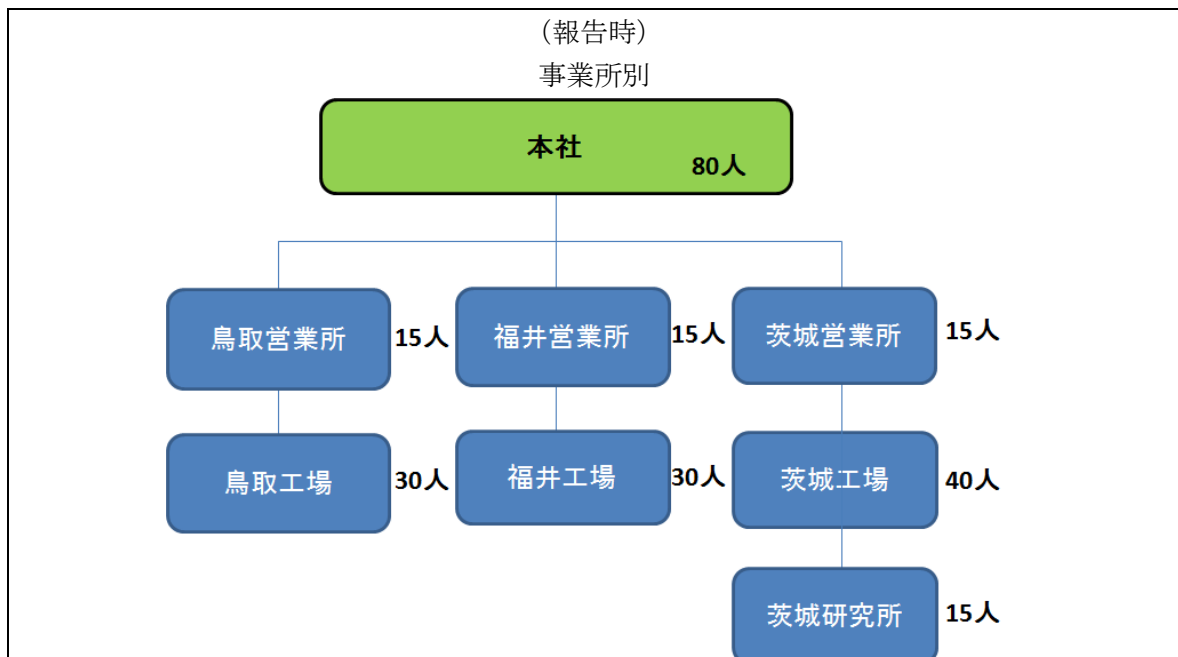 (報告時)
事業所別
本社
80人
鳥取営業所 15人
福井営業所 15人
茨城営業所 15人
鳥取工場 30人
福井工場 30人
茨城工場 40人
茨城研究所 15人